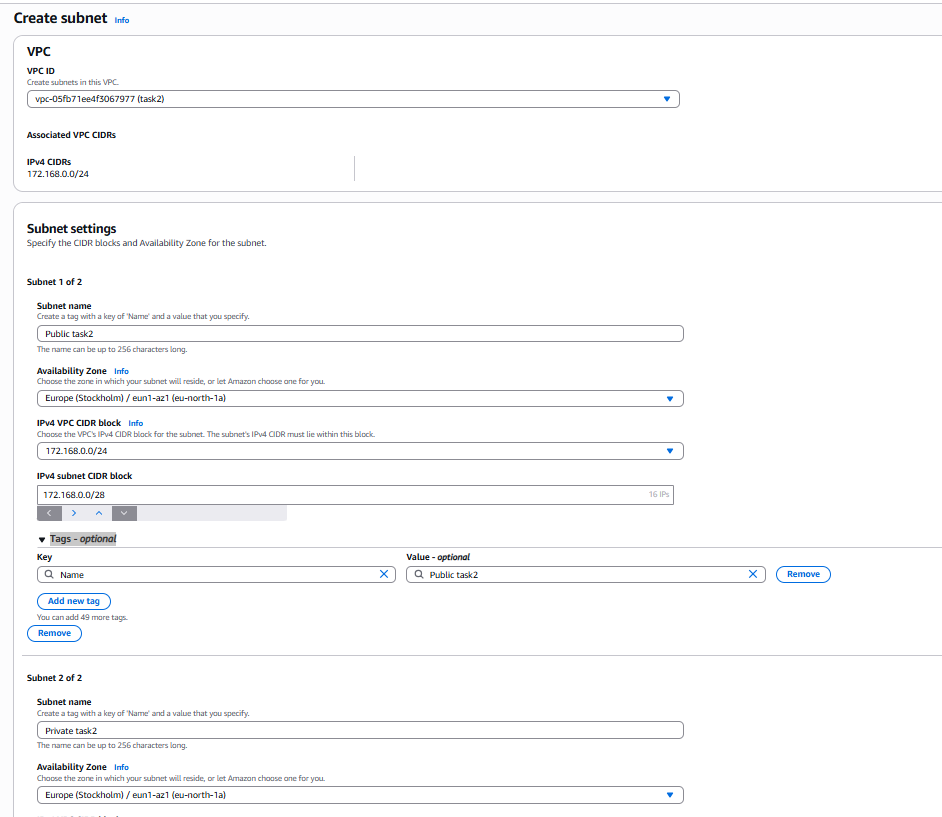 Create subnet Info
VPC
VPC ID
Create subnets in this VPC.
vpc-05fb71ee4f3067977 (task2)
Associated VPC CIDRs
IPv4 CIDRs
172.168.0.0/24
Subnet settings
Specify the CIDR blocks and Availability Zone for the subnet.
Subnet 1 of 2
Subnet name
Create a tag with a key of 'Name' and a value that you specify.
Public task2
The name can be up to 256 characters long.
Availability Zone Info
Choose the zone in which your subnet will reside, or let Amazon choose one for you.
Europe (Stockholm) / eun1-az1 (eu-north-1a)
IPv4 VPC CIDR block Info
Choose the VPC's IPv4 CIDR block for the subnet. The subnet's IPv4 CIDR must lie within this block.
172.168.0.0/24
IPv4 subnet CIDR block
172.168.0.0/28 16 IPs
Tags - optional
Key Value - optional
Name Public task2 Remove
Add new tag
You can add 49 more tags.
Remove
Subnet 2 of 2
Subnet name
Create a tag with a key of 'Name' and a value that you specify.
Private task2
The name can be up to 256 characters long.
Availability Zone Info
Choose the zone in which your subnet will reside, or let Amazon choose one for you.
Europe (Stockholm) / eun1-az1 (eu-north-1a)